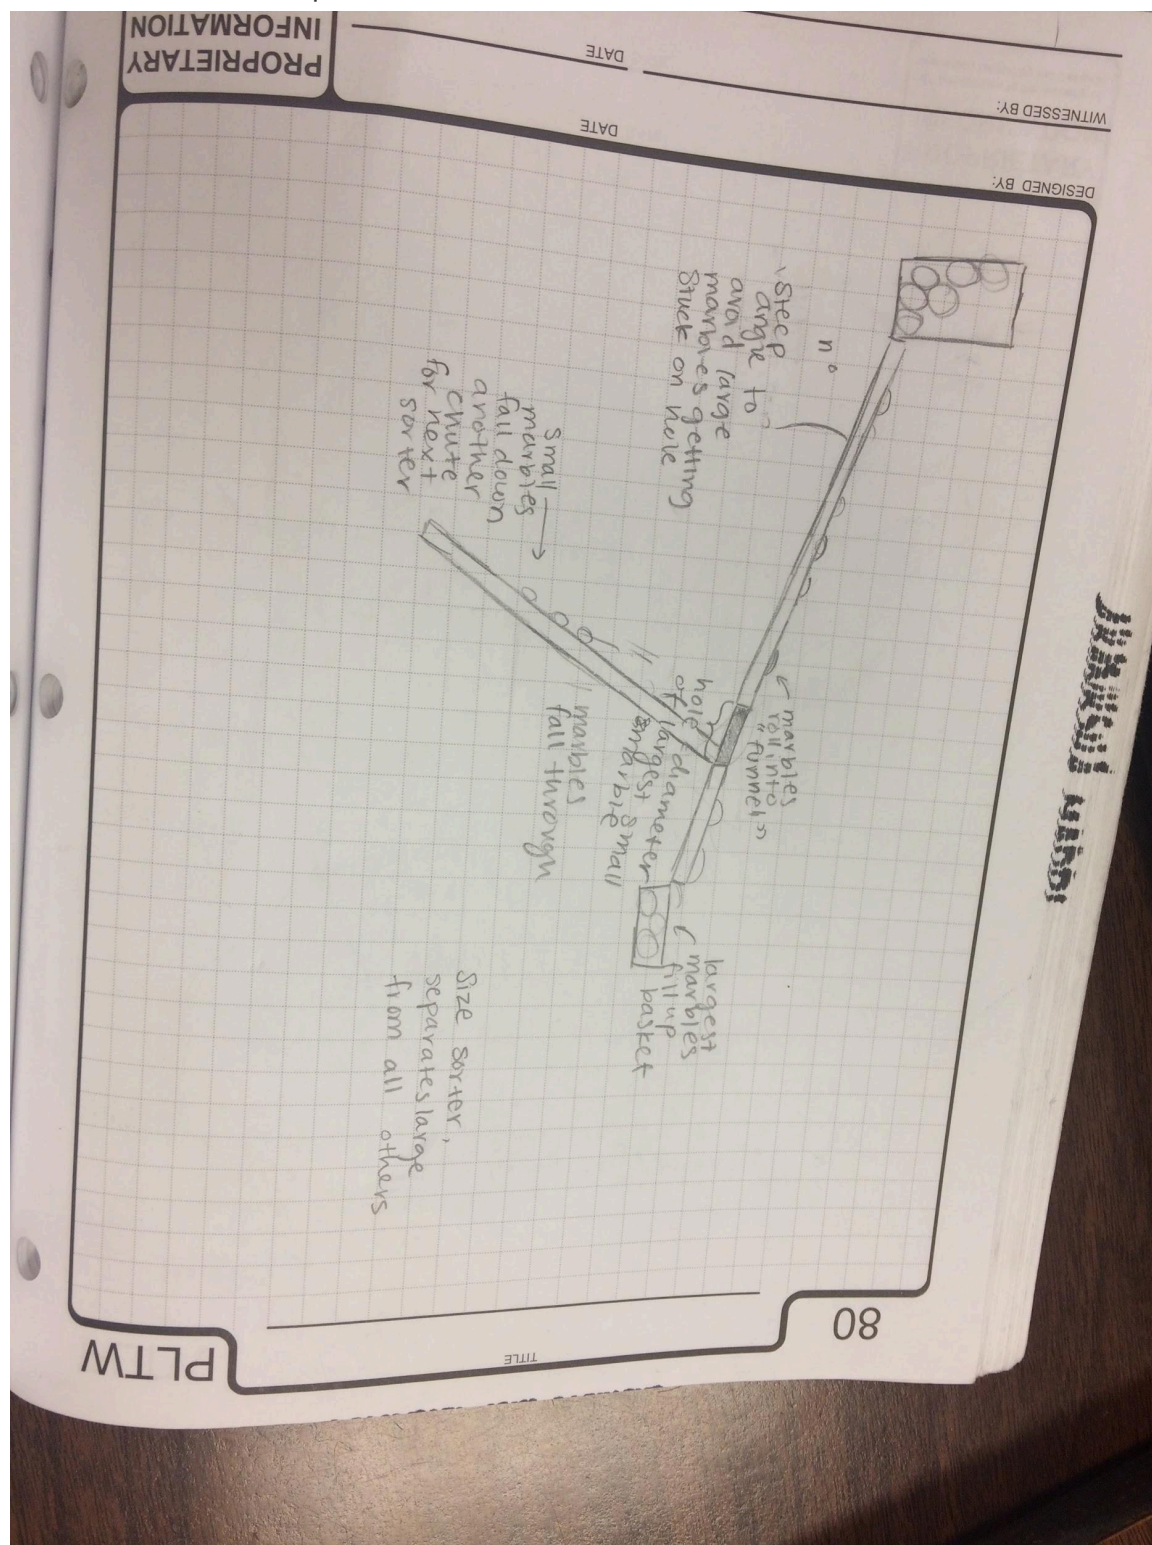 PLTW
TITLE
80
n°
"Steep
angle to
avoid large
marbles getting
stuck on hole
marbles
roll into
"funnel"
hole
of diameter
largest small
marble
largest
marbles
fill up
basket
small
marbles
fall down
another
chute
for next
sorter
marbles
fall through
Size sorter,
separates large
from all others
DESIGNED BY:
DATE
WITNESSED BY:
DATE
PROPRIETARY
INFORMATION